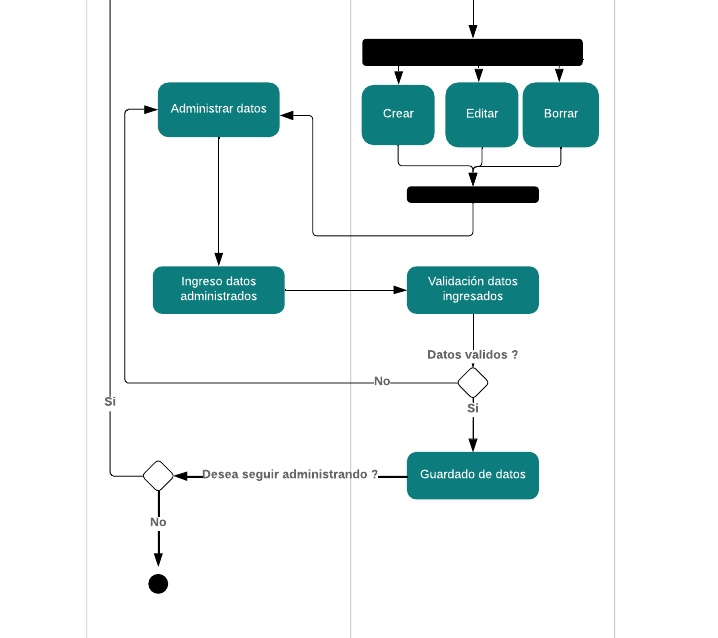 Administrar datos
Crear
Editar
Borrar
Ingreso datos
administrados
Validación datos
ingresados
Datos validos ?
No
Si
Si
Desea seguir administrando ?
Guardado de datos
No